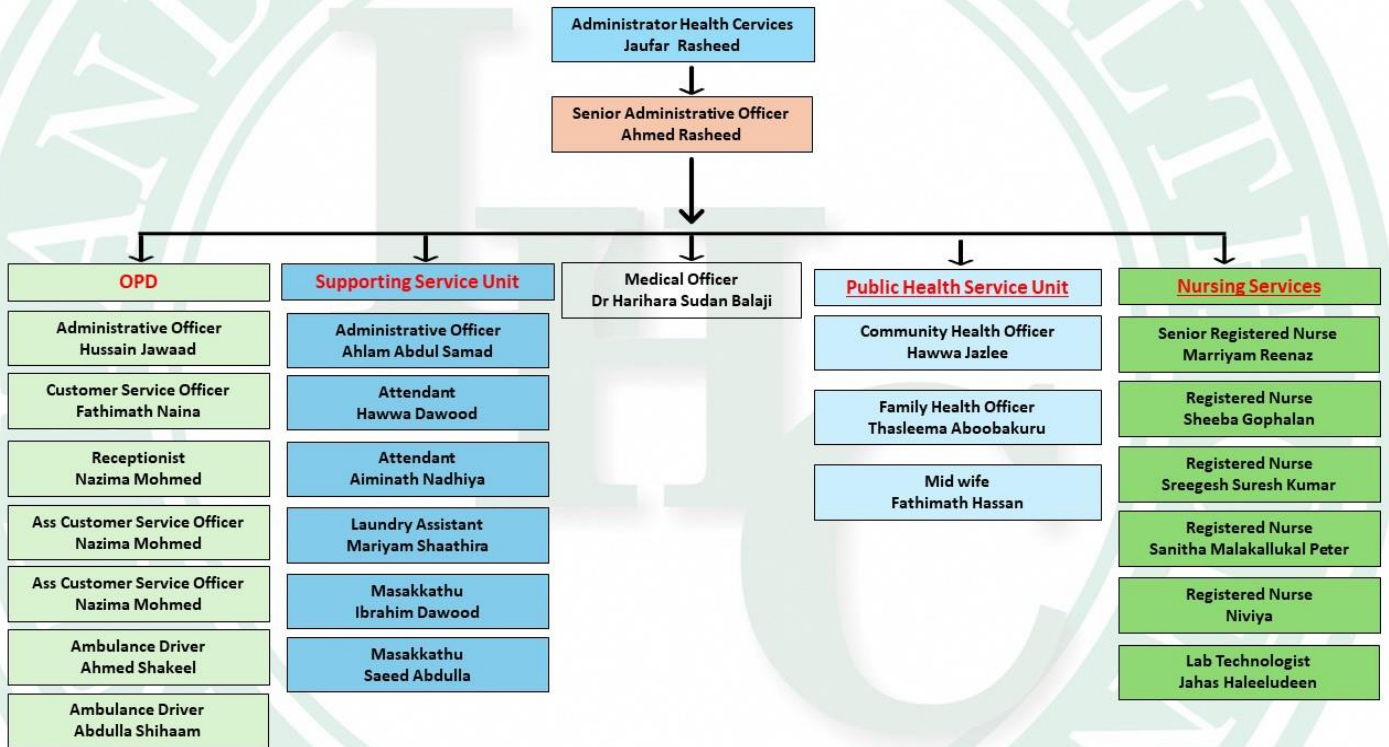 Administrator Health Cervices
Jaufar Rasheed
Senior Administrative Officer
Ahmed Rasheed
OPD
Administrative Officer
Hussain Jawaad
Customer Service Officer
Fathimath Naina
Receptionist
Nazima Mohmed
Ass Customer Service Officer
Nazima Mohmed
Ass Customer Service Officer
Nazima Mohmed
Ambulance Driver
Ahmed Shakeel
Ambulance Driver
Abdulla Shihaam
Supporting Service Unit
Administrative Officer
Ahlam Abdul Samad
Attendant
Hawwa Dawood
Attendant
Aiminath Nadhiya
Laundry Assistant
Mariyam Shaathira
Masakkathu
Ibrahim Dawood
Masakkathu
Saeed Abdulla
Medical Officer
Dr Harihara Sudan Balaji
Public Health Service Unit
Community Health Officer
Hawwa Jazlee
Family Health Officer
Thasleema Aboobakuru
Mid wife
Fathimath Hassan
Nursing Services
Senior Registered Nurse
Marriyam Reenaz
Registered Nurse
Sheeba Gophalan
Registered Nurse
Sreegesh Suresh Kumar
Registered Nurse
Sanitha Malakallukal Peter
Registered Nurse
Niviya
Lab Technologist
Jahas Haleeludeen